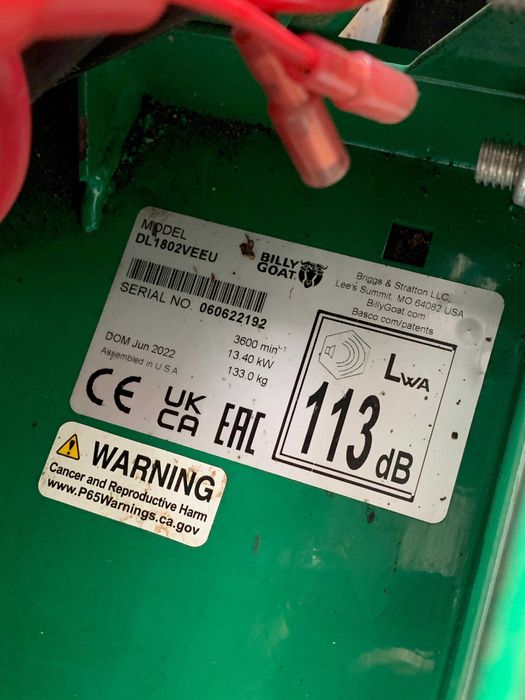 MODEL
DL1802VEEU
BILLY
GOAT
Briggs & Stratton LLC.
Lee's Summit, MO 64082 USA
BillyGoat.com
Basco.com/patents
SERIAL NO. 060622192
3600 min⁻¹
13.40 kW
133.0 kg
DOM Jun 2022
Assembled in U S A
CE
UK
CA
EAC
LWA
113 dB
WARNING
Cancer and Reproductive Harm
www.P65Warnings.ca.gov